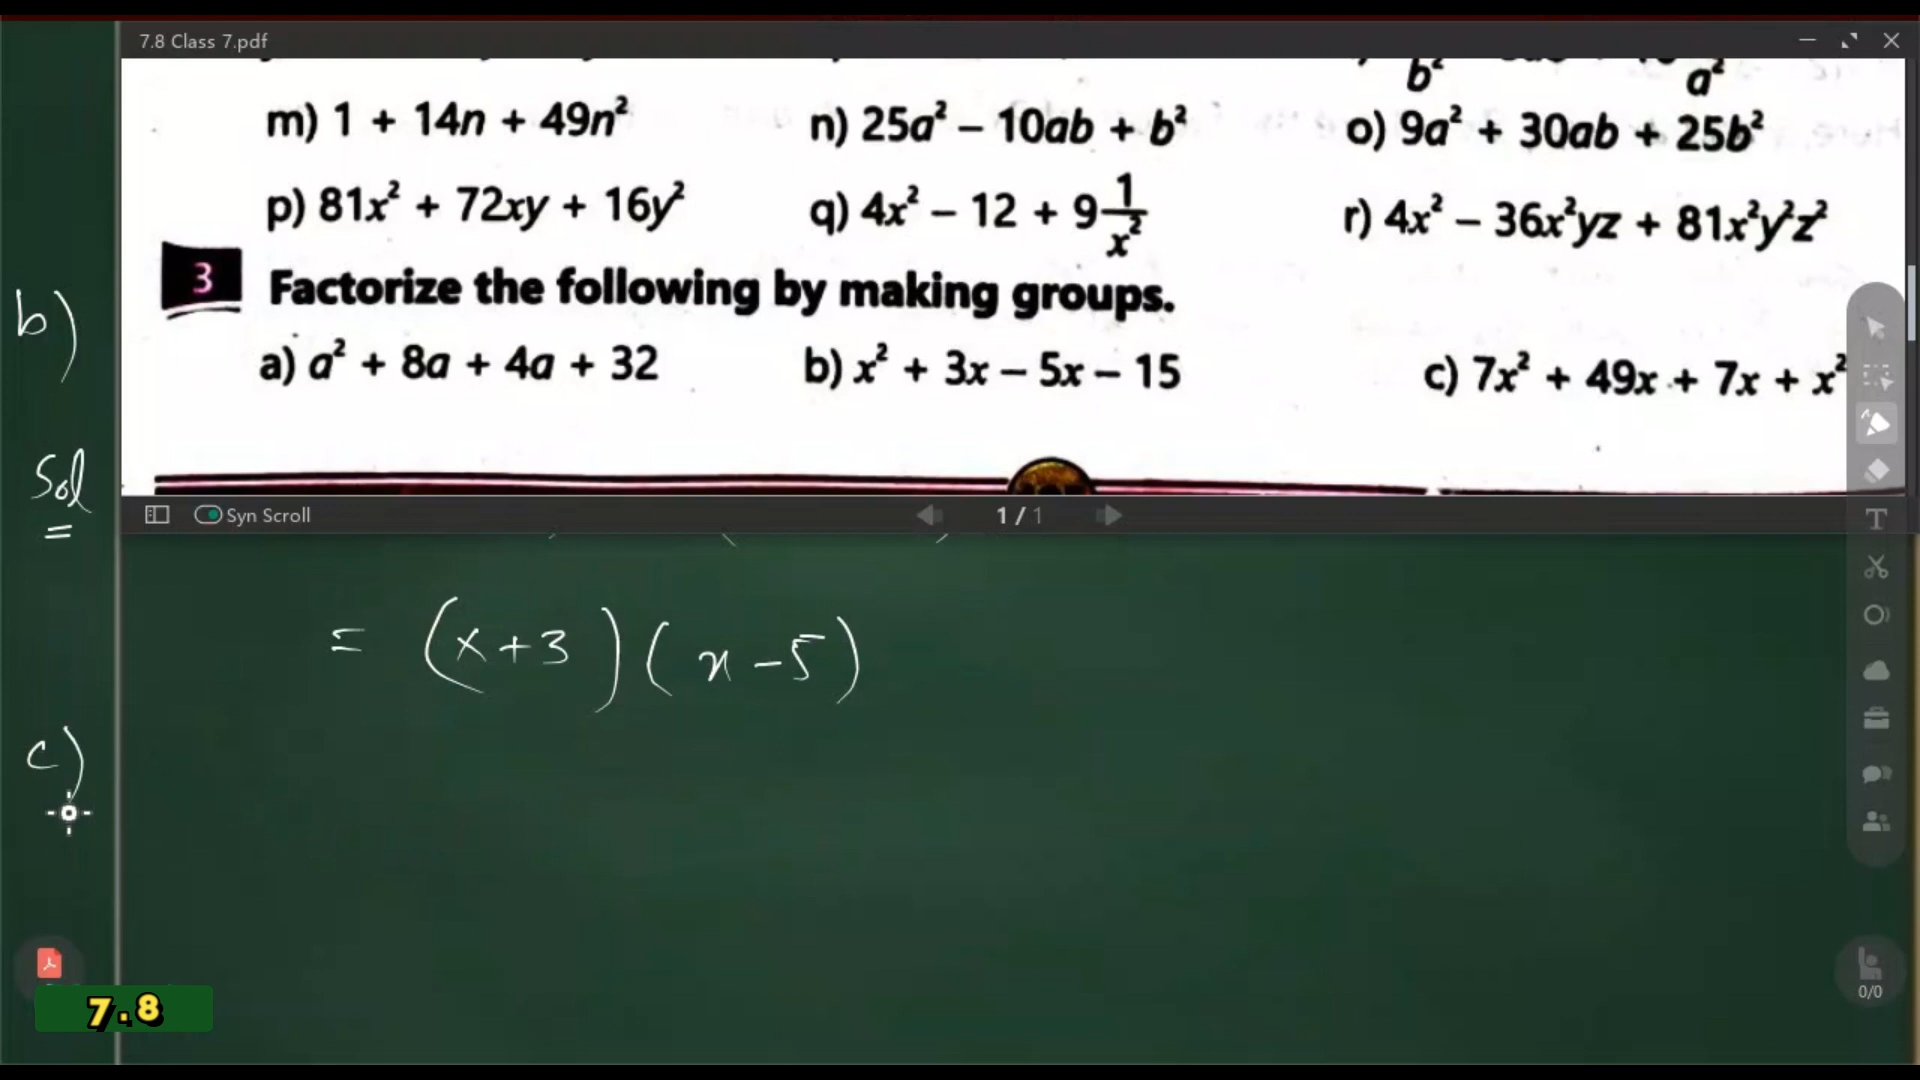 7.8 Class 7.pdf
b² a²
m) 1 + 14n + 49n² n) 25a² – 10ab + b² o) 9a² + 30ab + 25b²
p) 81x² + 72xy + 16y² q) 4x² – 12 + 9 1/x² r) 4x² – 36x²yz + 81x²y²z²
3 Factorize the following by making groups.
a) a² + 8a + 4a + 32 b) x² + 3x – 5x – 15 c) 7x² + 49x + 7x + x²
b)
Sol
=
Syn Scroll 1 / 1
= (x+3)(x-5)
c)
7.8
0/0